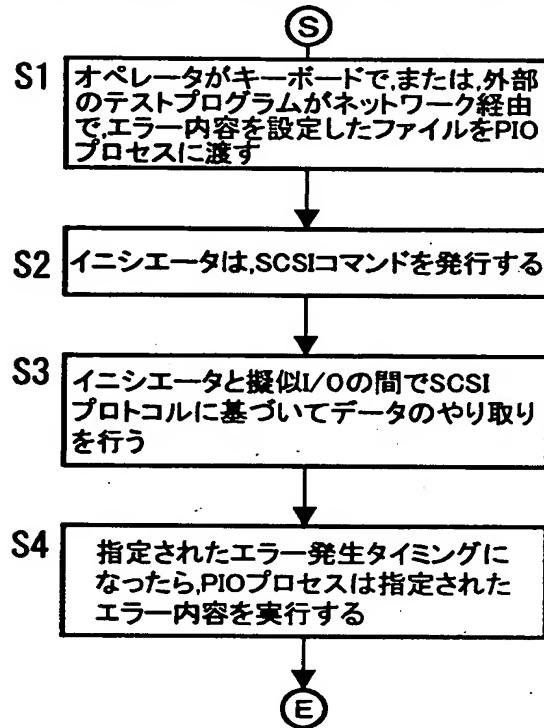 S
S1
オペレータがキーボードで,または,外部
のテストプログラムがネットワーク経由
で,エラー内容を設定したファイルをPIO
プロセスに渡す
S2
イニシエータは,SCSIコマンドを発行する
S3
イニシエータと擬似I/Oの間でSCSI
プロトコルに基づいてデータのやり取り
を行う
S4
指定されたエラー発生タイミングに
なったら,PIOプロセスは指定された
エラー内容を実行する
E